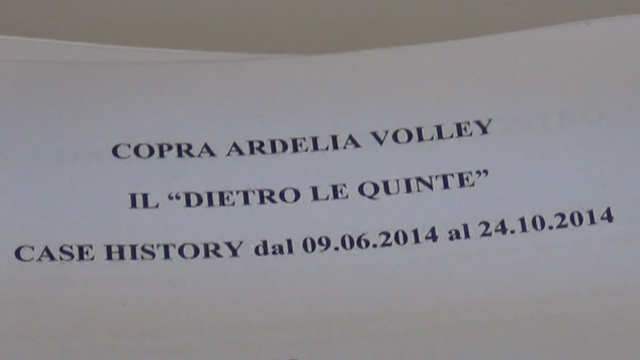 COPRA ARDELIA VOLLEY
IL “DIETRO LE QUINTE”
CASE HISTORY dal 09.06.2014 al 24.10.2014